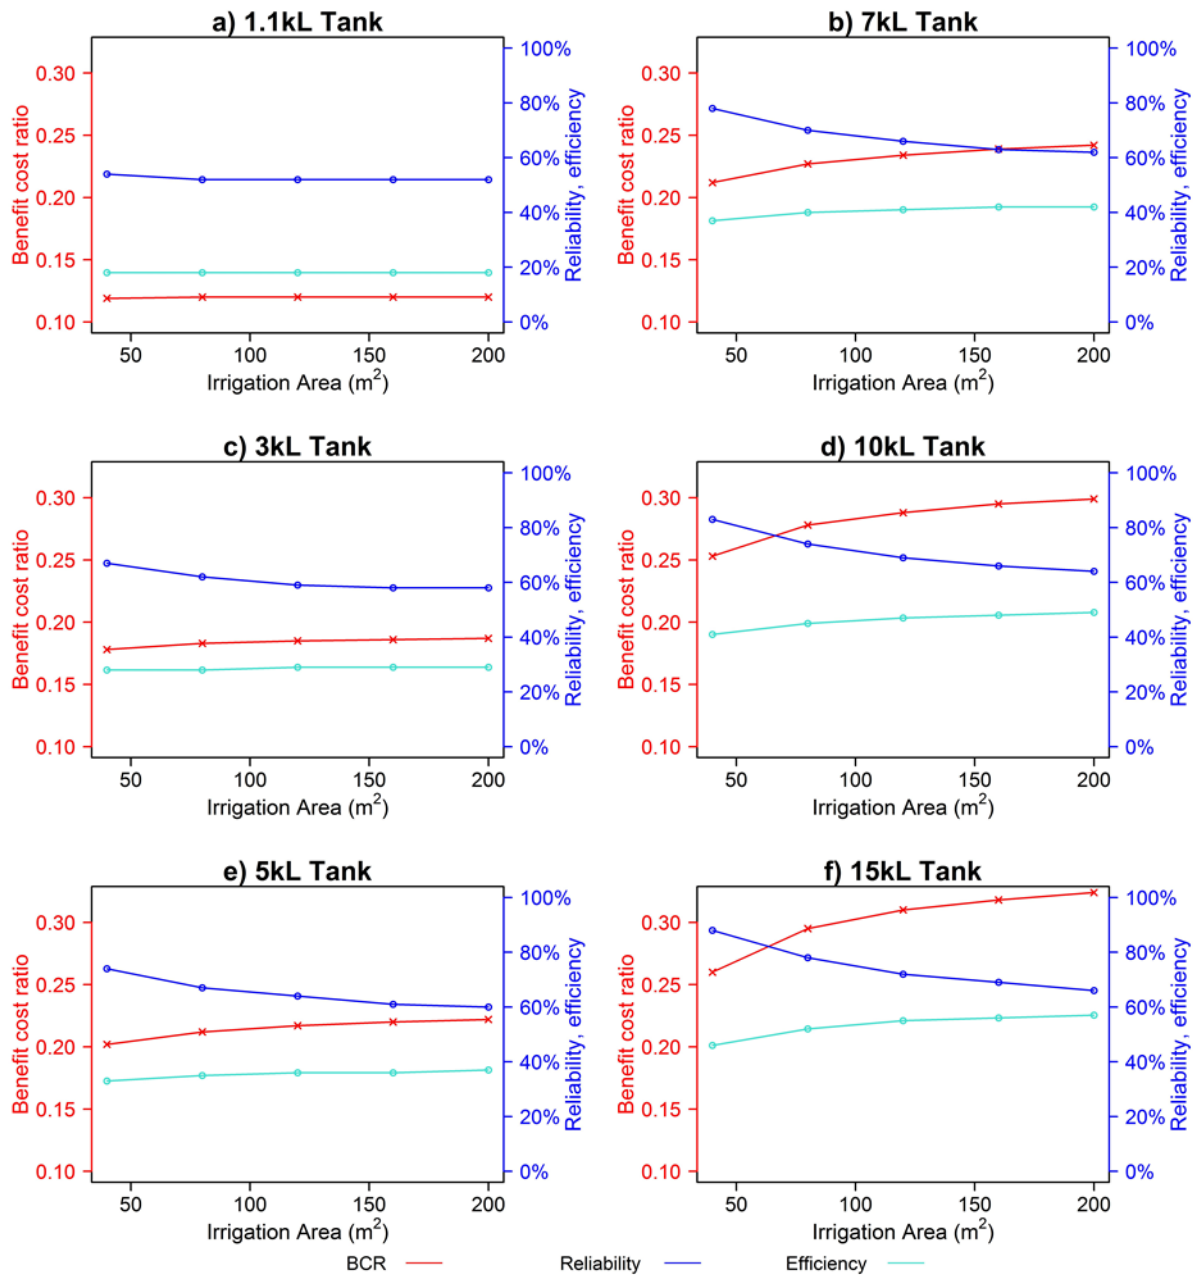 a) 1.1kL Tank
0.30
0.25
0.20
0.15
0.10
Benefit cost ratio
100%
80%
60%
40%
20%
0%
Reliability, efficiency
50 100 150 200
Irrigation Area (m²)
b) 7kL Tank
0.30
0.25
0.20
0.15
0.10
Benefit cost ratio
100%
80%
60%
40%
20%
0%
Reliability, efficiency
50 100 150 200
Irrigation Area (m²)
c) 3kL Tank
0.30
0.25
0.20
0.15
0.10
Benefit cost ratio
100%
80%
60%
40%
20%
0%
Reliability, efficiency
50 100 150 200
Irrigation Area (m²)
d) 10kL Tank
0.30
0.25
0.20
0.15
0.10
Benefit cost ratio
100%
80%
60%
40%
20%
0%
Reliability, efficiency
50 100 150 200
Irrigation Area (m²)
e) 5kL Tank
0.30
0.25
0.20
0.15
0.10
Benefit cost ratio
100%
80%
60%
40%
20%
0%
Reliability, efficiency
50 100 150 200
Irrigation Area (m²)
f) 15kL Tank
0.30
0.25
0.20
0.15
0.10
Benefit cost ratio
100%
80%
60%
40%
20%
0%
Reliability, efficiency
50 100 150 200
Irrigation Area (m²)
BCR Reliability Efficiency